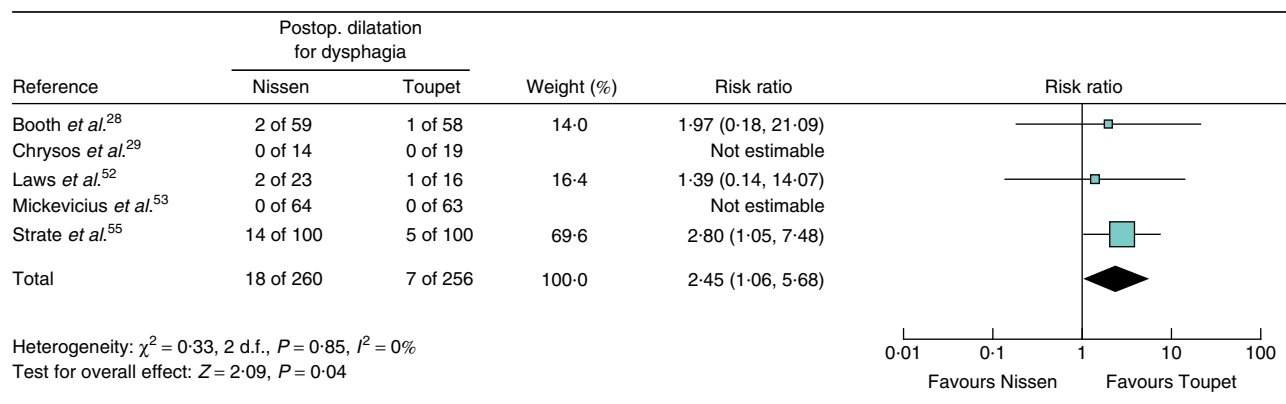 Postop. dilatation
for dysphagia
Reference Nissen Toupet Weight (%) Risk ratio Risk ratio
Booth et al.28 2 of 59 1 of 58 14·0 1·97 (0·18, 21·09)
Chrysos et al.29 0 of 14 0 of 19 Not estimable
Laws et al.52 2 of 23 1 of 16 16·4 1·39 (0·14, 14·07)
Mickevicius et al.53 0 of 64 0 of 63 Not estimable
Strate et al.55 14 of 100 5 of 100 69·6 2·80 (1·05, 7·48)
Total 18 of 260 7 of 256 100·0 2·45 (1·06, 5·68)
Heterogeneity: χ2 = 0·33, 2 d.f., P = 0·85, I2 = 0%
Test for overall effect: Z = 2·09, P = 0·04
0·01 0·1 1 10 100
Favours Nissen Favours Toupet